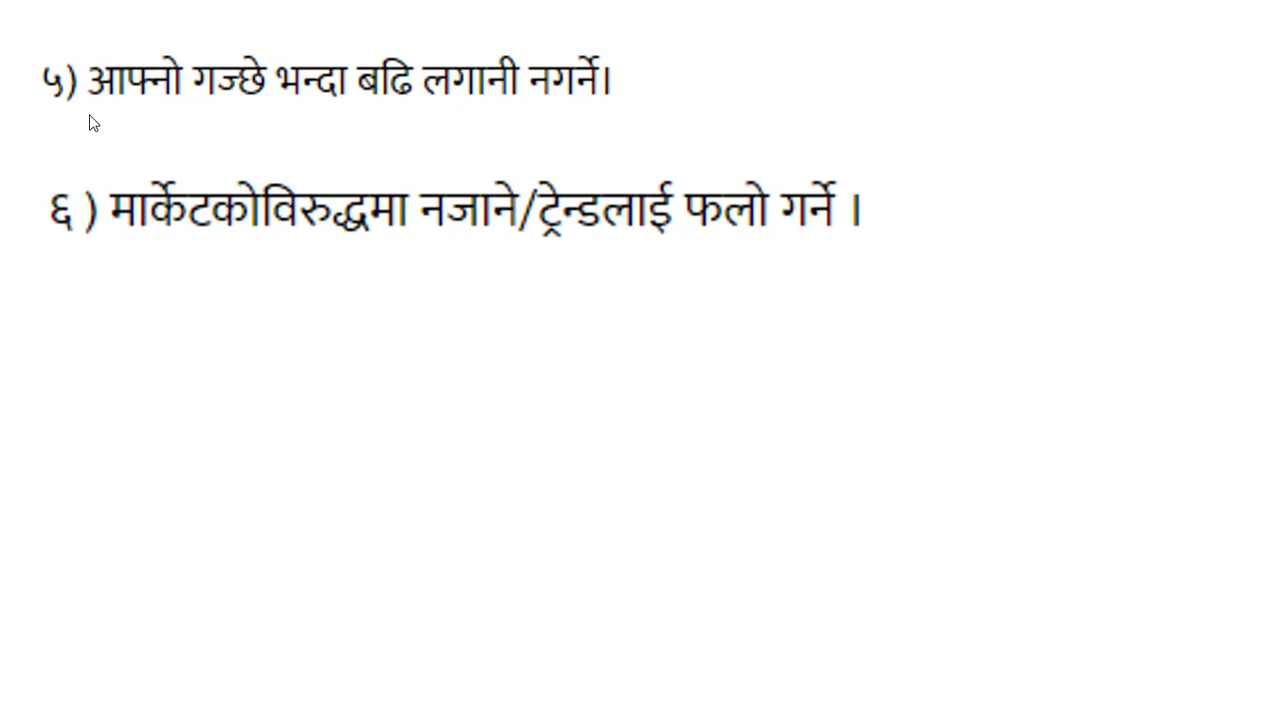 ५) आफ्नो गज्छे भन्दा बढि लगानी नगर्ने।
६ ) मार्केटकोविरुद्धमा नजाने/ट्रेन्डलाई फलो गर्ने ।